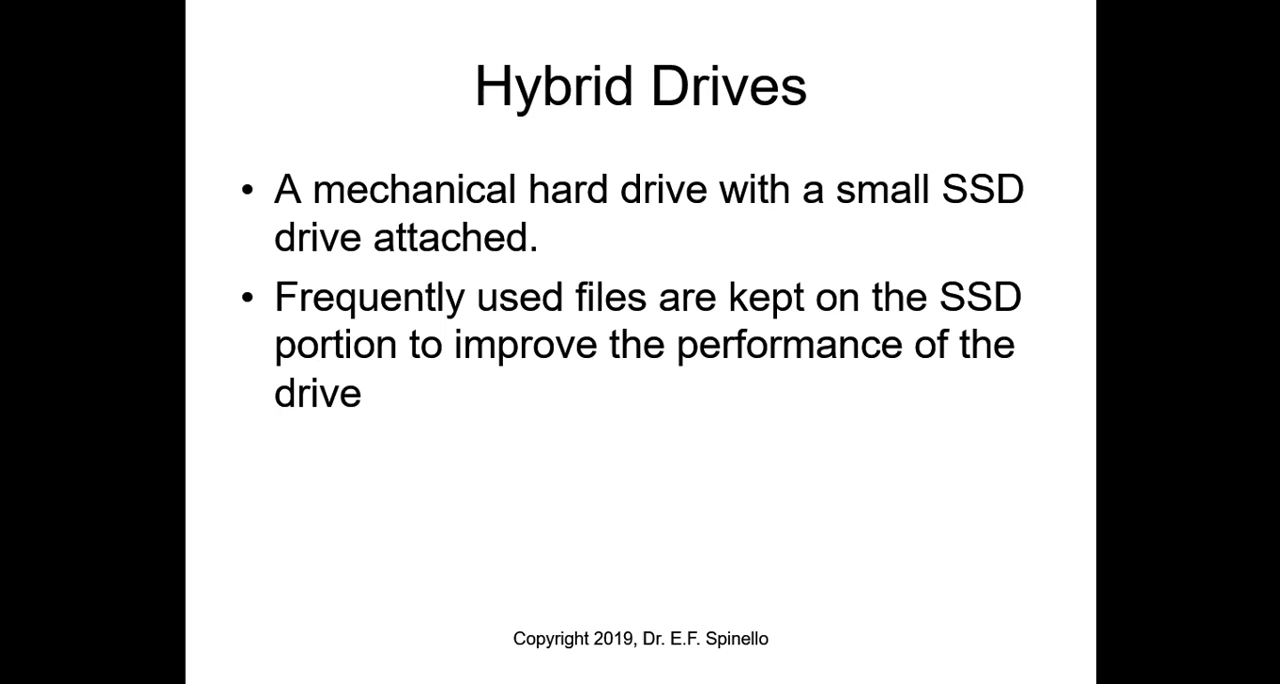 Hybrid Drives
• A mechanical hard drive with a small SSD
drive attached.
• Frequently used files are kept on the SSD
portion to improve the performance of the
drive
Copyright 2019, Dr. E.F. Spinello